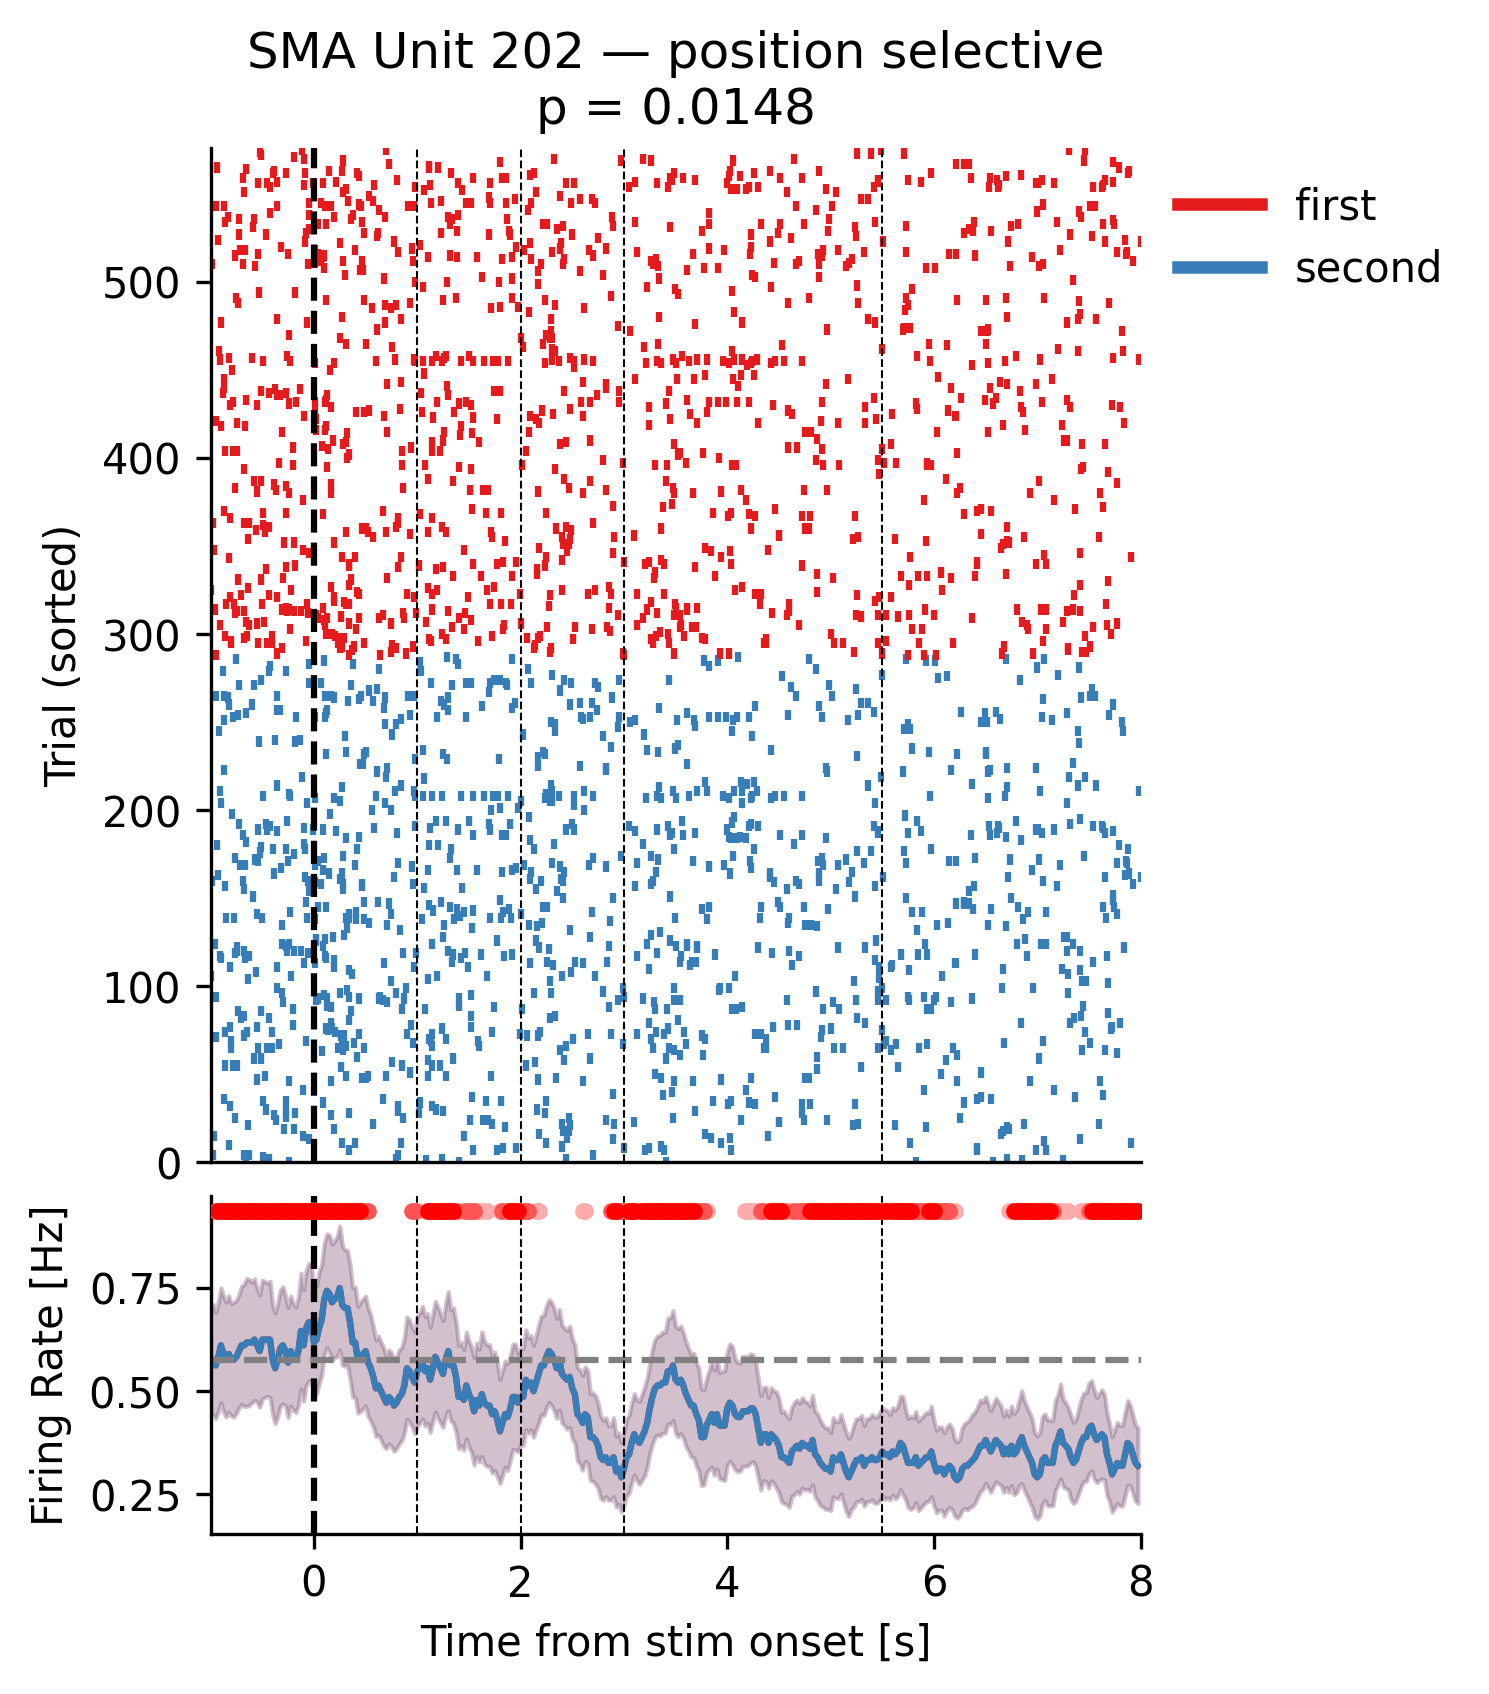 SMA Unit 202 — position selective
p = 0.0148
first
second
Trial (sorted)
500
400
300
200
100
0
Firing Rate [Hz]
0.75
0.50
0.25
0 2 4 6 8
Time from stim onset [s]